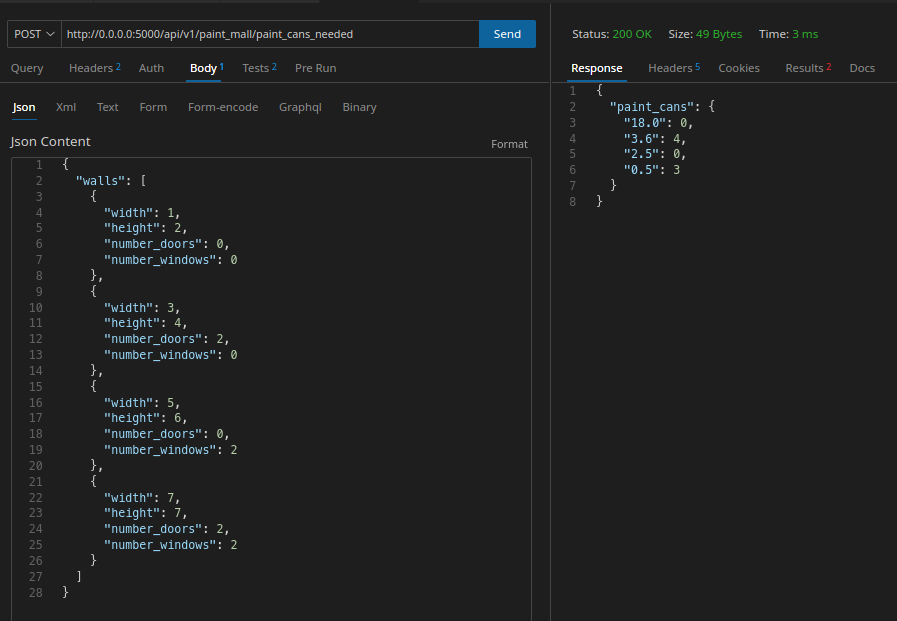 POST http://0.0.0.0:5000/api/v1/paint_mall/paint_cans_needed Send
Query Headers 2 Auth Body 1 Tests 2 Pre Run
Json Xml Text Form Form-encode Graphql Binary
Json Content Format
1 {
2 "walls": [
3 {
4 "width": 1,
5 "height": 2,
6 "number_doors": 0,
7 "number_windows": 0
8 },
9 {
10 "width": 3,
11 "height": 4,
12 "number_doors": 2,
13 "number_windows": 0
14 },
15 {
16 "width": 5,
17 "height": 6,
18 "number_doors": 0,
19 "number_windows": 2
20 },
21 {
22 "width": 7,
23 "height": 7,
24 "number_doors": 2,
25 "number_windows": 2
26 }
27 ]
28 }
Status: 200 OK Size: 49 Bytes Time: 3 ms
Response Headers 5 Cookies Results 2 Docs
1 {
2 "paint_cans": {
3 "18.0": 0,
4 "3.6": 4,
5 "2.5": 0,
6 "0.5": 3
7 }
8 }